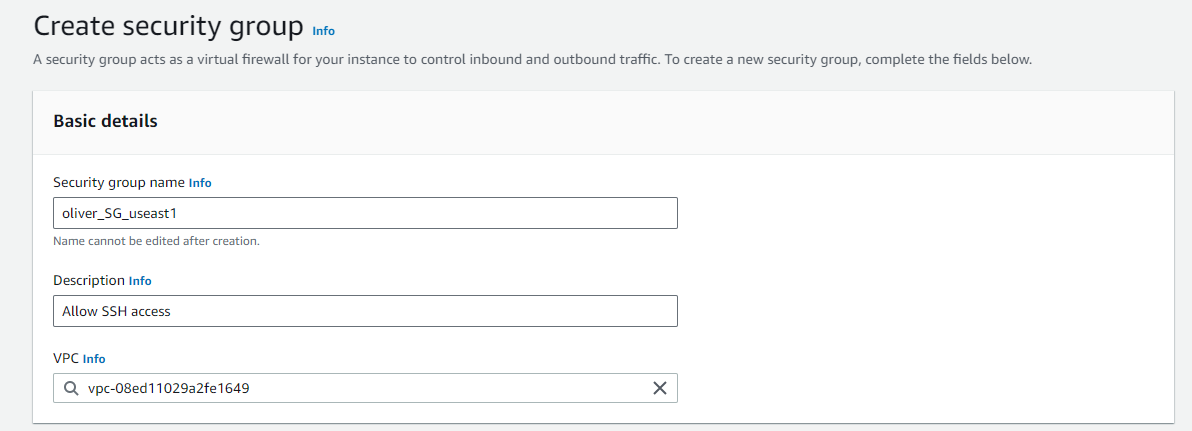 Create security group Info
A security group acts as a virtual firewall for your instance to control inbound and outbound traffic. To create a new security group, complete the fields below.
Basic details
Security group name Info
oliver_SG_useast1
Name cannot be edited after creation.
Description Info
Allow SSH access
VPC Info
vpc-08ed11029a2fe1649